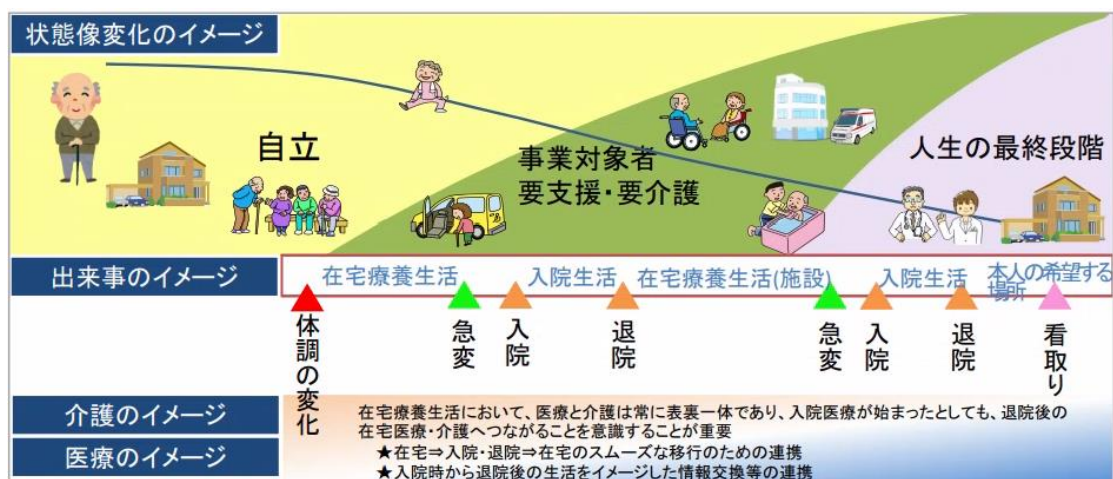 状態像変化のイメージ
自立
事業対象者
要支援・要介護
人生の最終段階
出来事のイメージ
在宅療養生活
入院生活
在宅療養生活(施設)
入院生活
本人の希望する
場所
体調の変化
急変
入院
退院
急変
入院
退院
看取り
介護のイメージ
医療のイメージ
在宅療養生活において、医療と介護は常に表裏一体であり、入院医療が始まったとしても、退院後の
在宅医療・介護へつながることを意識することが重要
★在宅⇒入院・退院⇒在宅のスムーズな移行のための連携
★入院時から退院後の生活をイメージした情報交換等の連携